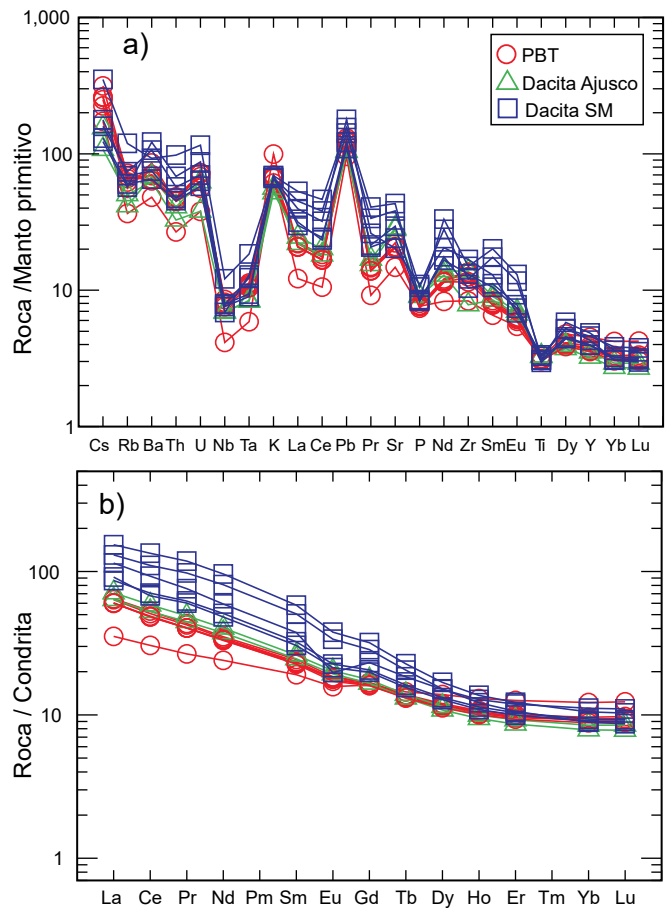 a)
PBT
Dacita Ajusco
Dacita SM
Roca /Manto primitivo
1,000
100
10
1
Cs Rb Ba Th U Nb Ta K La Ce Pb Pr Sr P Nd Zr Sm Eu Ti Dy Y Yb Lu
b)
Roca / Condrita
100
10
1
La Ce Pr Nd Pm Sm Eu Gd Tb Dy Ho Er Tm Yb Lu